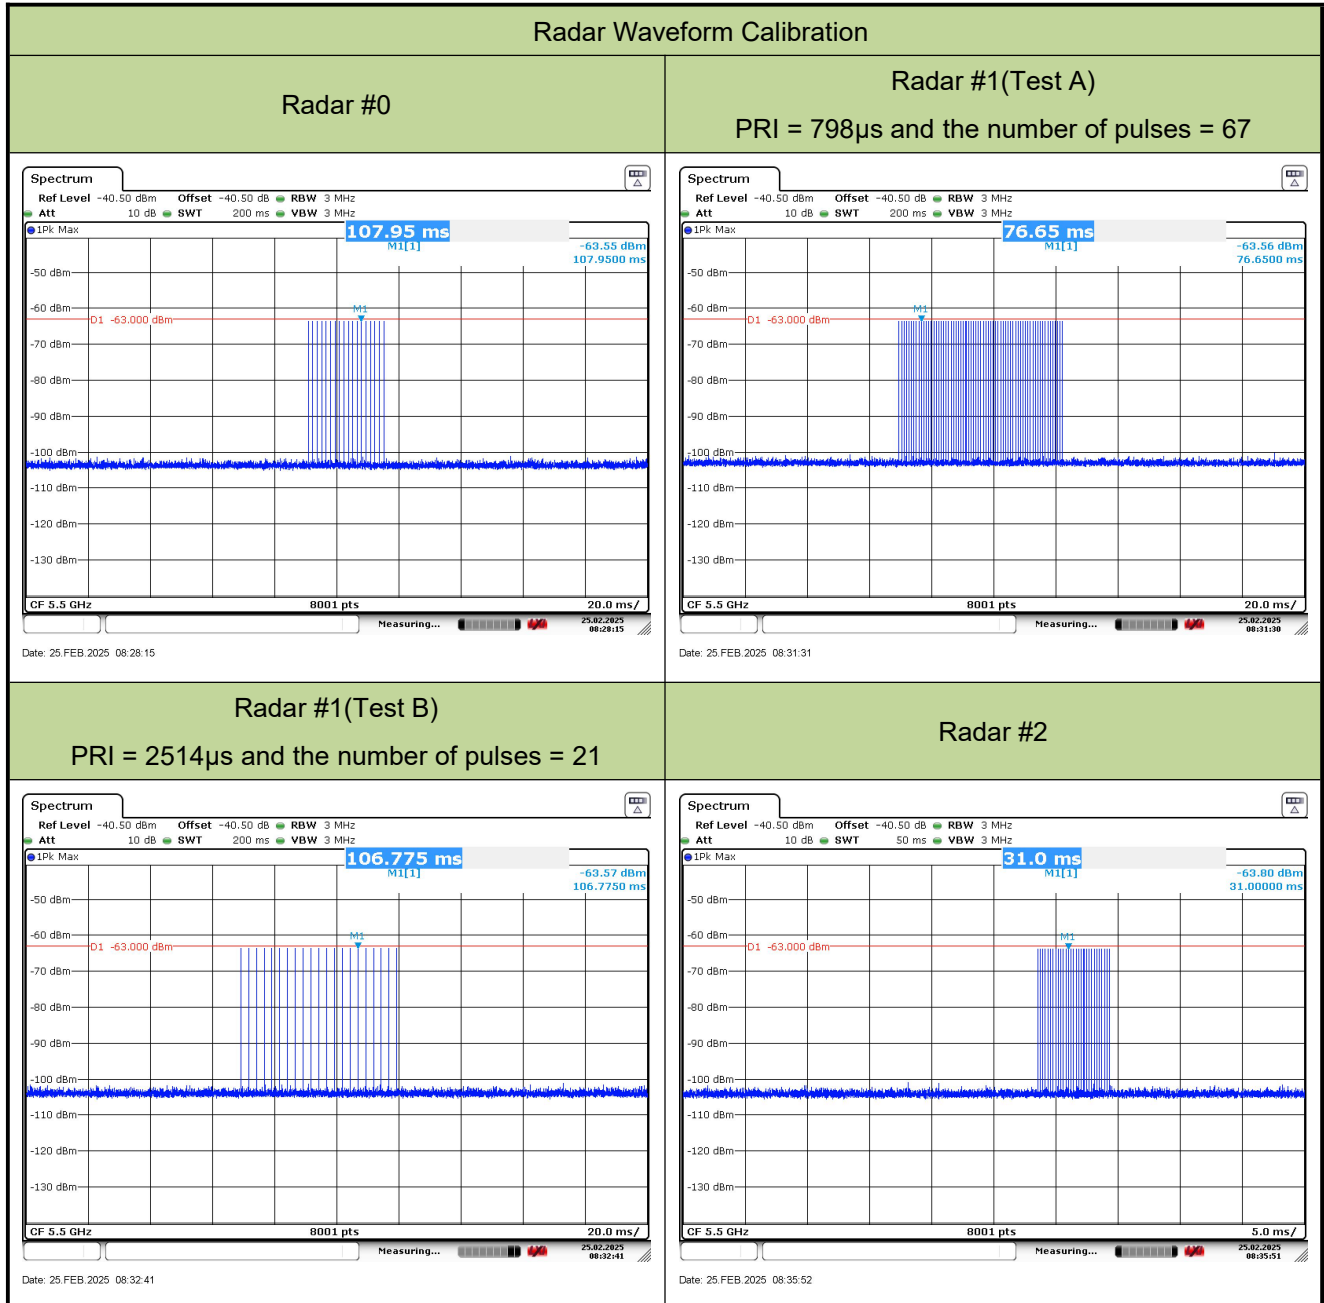 Radar Waveform Calibration
Radar #0
Radar #1(Test A)
PRI = 798µs and the number of pulses = 67
Spectrum
Ref Level -40.50 dBm Offset -40.50 dB RBW 3 MHz
Att 10 dB SWT 200 ms VBW 3 MHz
1Pk Max
107.95 ms
M1[1] -63.55 dBm
107.9500 ms
-50 dBm
-60 dBm
M1
D1 -63.000 dBm
-70 dBm
-80 dBm
-90 dBm
-100 dBm
-110 dBm
-120 dBm
-130 dBm
CF 5.5 GHz 8001 pts 20.0 ms/
Measuring... 25.02.2025
08:28:15
Date: 25.FEB.2025 08:28:15
Spectrum
Ref Level -40.50 dBm Offset -40.50 dB RBW 3 MHz
Att 10 dB SWT 200 ms VBW 3 MHz
1Pk Max
76.65 ms
M1[1] -63.56 dBm
76.6500 ms
-50 dBm
-60 dBm
M1
D1 -63.000 dBm
-70 dBm
-80 dBm
-90 dBm
-100 dBm
-110 dBm
-120 dBm
-130 dBm
CF 5.5 GHz 8001 pts 20.0 ms/
Measuring... 25.02.2025
08:31:30
Date: 25.FEB.2025 08:31:31
Radar #1(Test B)
PRI = 2514µs and the number of pulses = 21
Radar #2
Spectrum
Ref Level -40.50 dBm Offset -40.50 dB RBW 3 MHz
Att 10 dB SWT 200 ms VBW 3 MHz
1Pk Max
106.775 ms
M1[1] -63.57 dBm
106.7750 ms
-50 dBm
-60 dBm
M1
D1 -63.000 dBm
-70 dBm
-80 dBm
-90 dBm
-100 dBm
-110 dBm
-120 dBm
-130 dBm
CF 5.5 GHz 8001 pts 20.0 ms/
Measuring... 25.02.2025
08:32:41
Date: 25.FEB.2025 08:32:41
Spectrum
Ref Level -40.50 dBm Offset -40.50 dB RBW 3 MHz
Att 10 dB SWT 50 ms VBW 3 MHz
1Pk Max
31.0 ms
M1[1] -63.80 dBm
31.00000 ms
-50 dBm
-60 dBm
M1
D1 -63.000 dBm
-70 dBm
-80 dBm
-90 dBm
-100 dBm
-110 dBm
-120 dBm
-130 dBm
CF 5.5 GHz 8001 pts 5.0 ms/
Measuring... 25.02.2025
08:35:51
Date: 25.FEB.2025 08:35:52